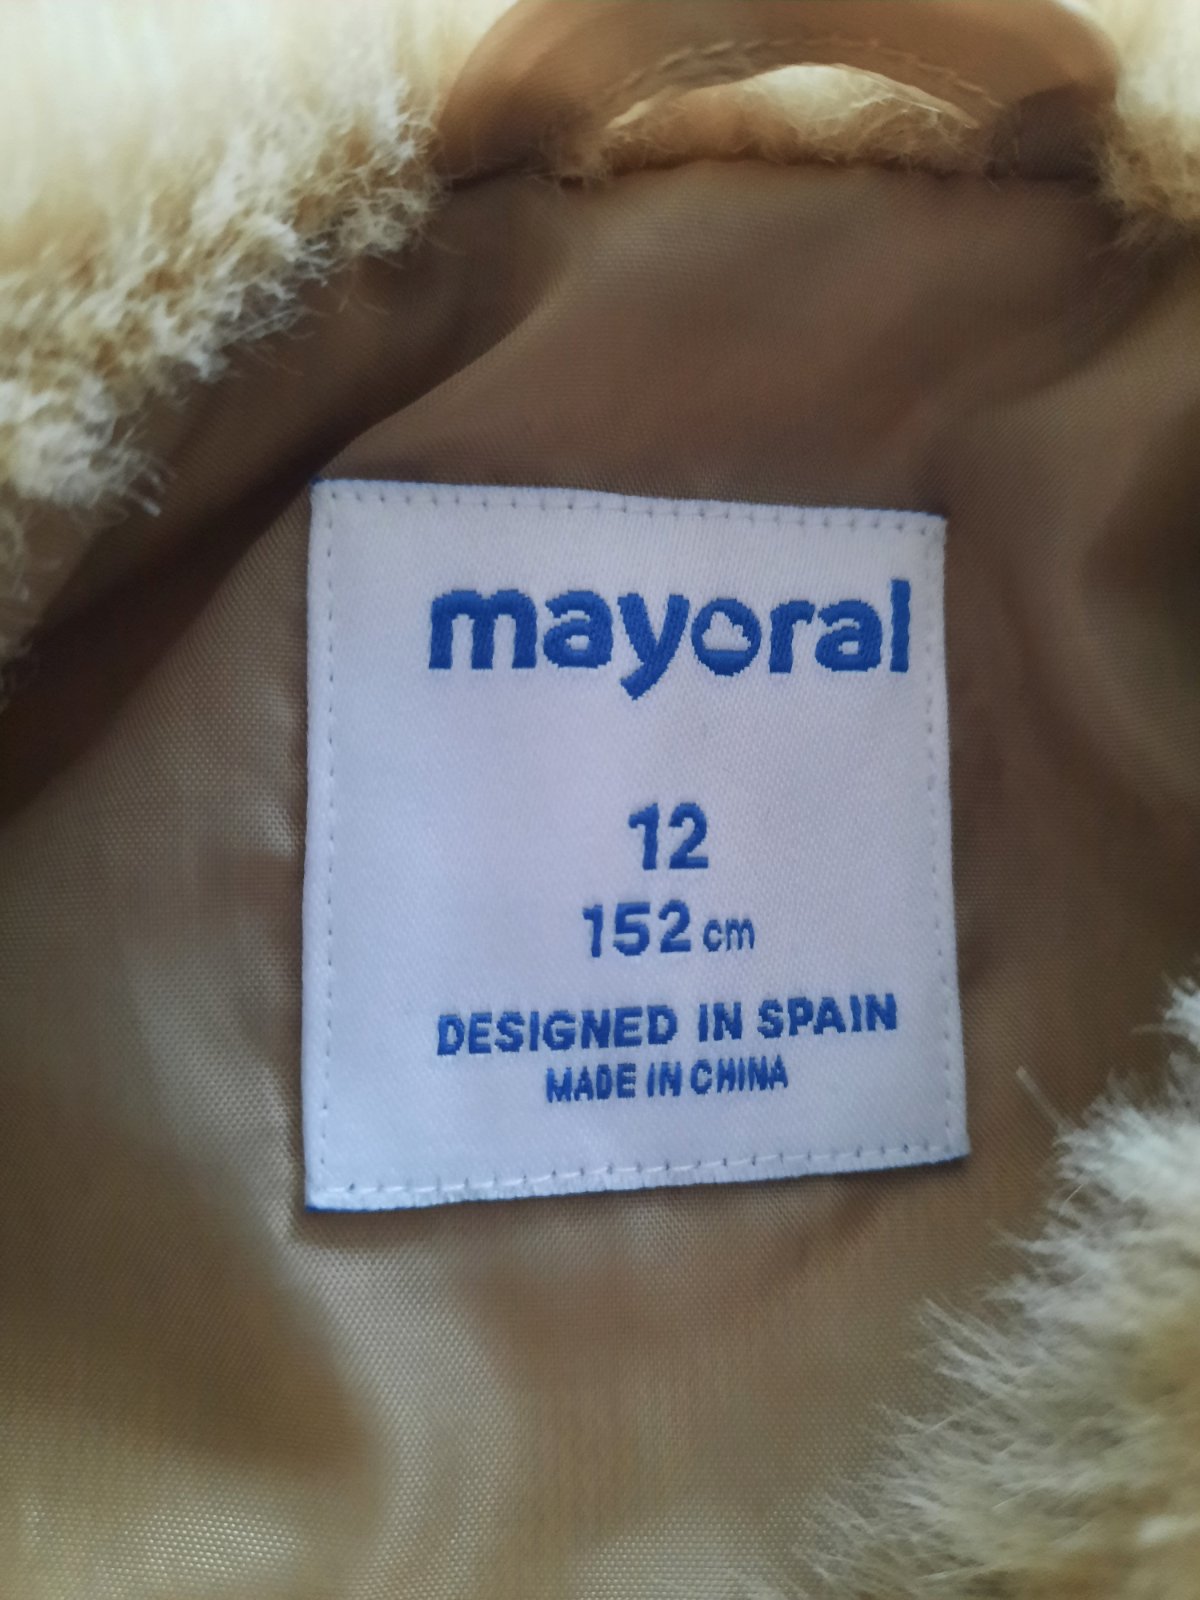 mayoral
12
152 cm
DESIGNED IN SPAIN
MADE IN CHINA